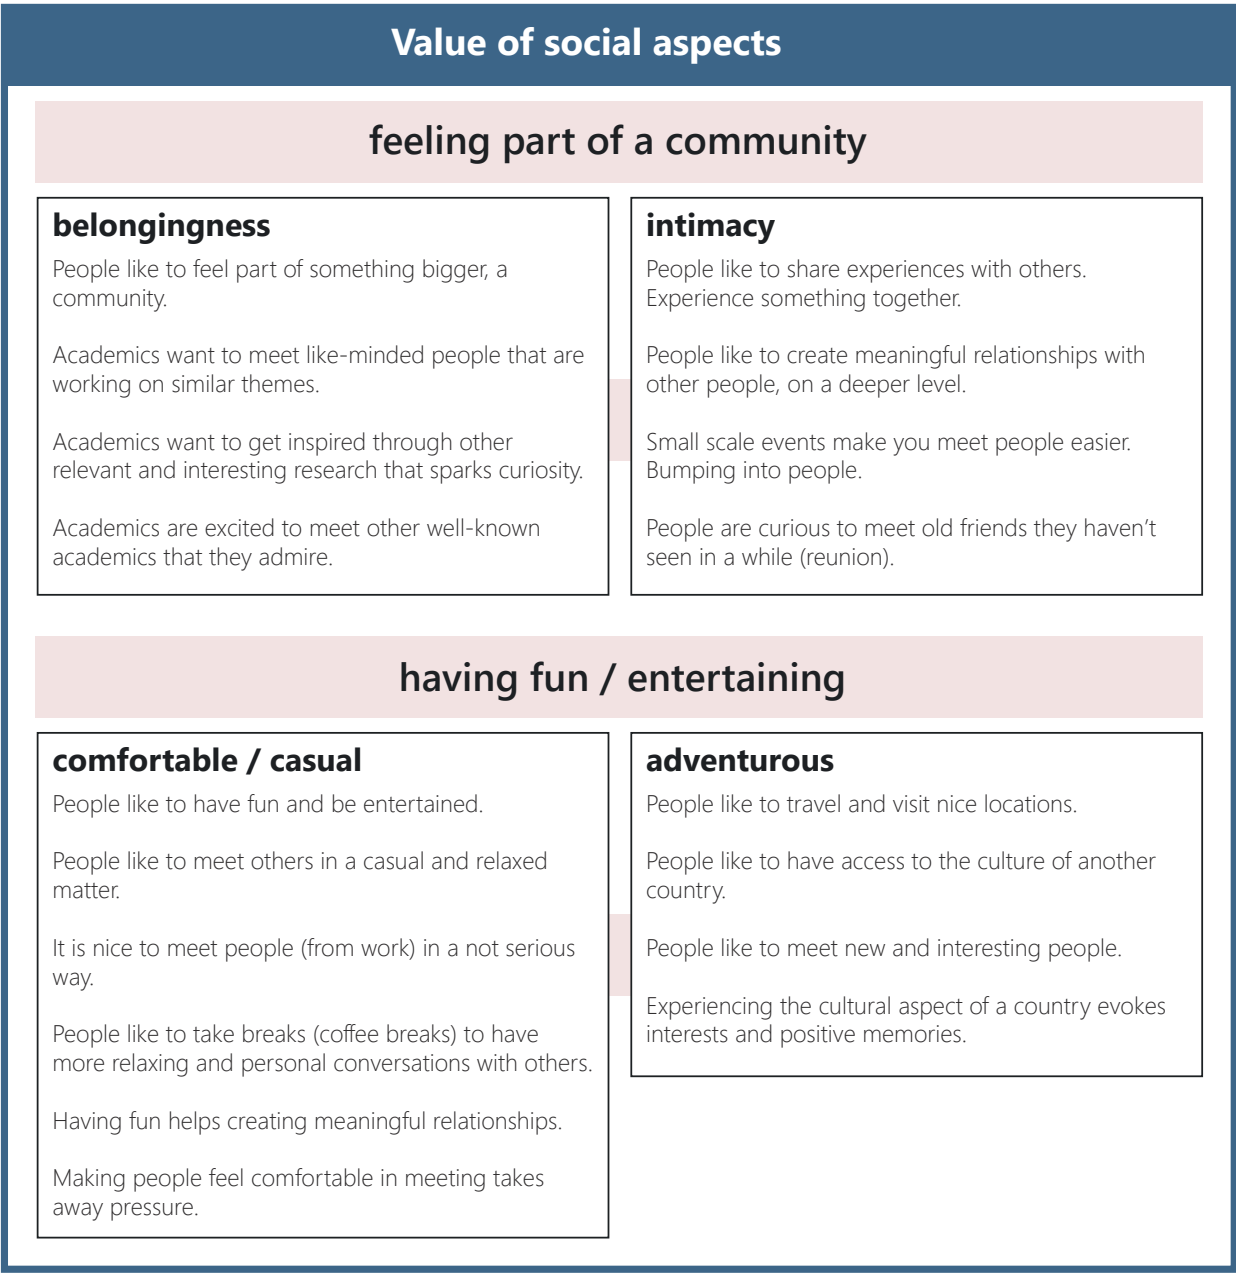 Value of social aspects
feeling part of a community
belongingness
People like to feel part of something bigger, a
community.
Academics want to meet like-minded people that are
working on similar themes.
Academics want to get inspired through other
relevant and interesting research that sparks curiosity.
Academics are excited to meet other well-known
academics that they admire.
intimacy
People like to share experiences with others.
Experience something together.
People like to create meaningful relationships with
other people, on a deeper level.
Small scale events make you meet people easier.
Bumping into people.
People are curious to meet old friends they haven’t
seen in a while (reunion).
having fun / entertaining
comfortable / casual
People like to have fun and be entertained.
People like to meet others in a casual and relaxed
matter.
It is nice to meet people (from work) in a not serious
way.
People like to take breaks (coffee breaks) to have
more relaxing and personal conversations with others.
Having fun helps creating meaningful relationships.
Making people feel comfortable in meeting takes
away pressure.
adventurous
People like to travel and visit nice locations.
People like to have access to the culture of another
country.
People like to meet new and interesting people.
Experiencing the cultural aspect of a country evokes
interests and positive memories.